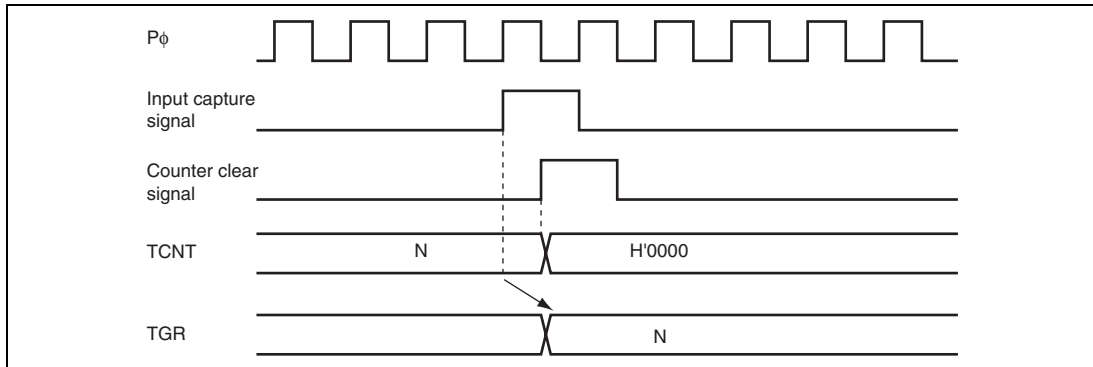 Pϕ
Input capture
signal
Counter clear
signal
TCNT
N
H'0000
TGR
N